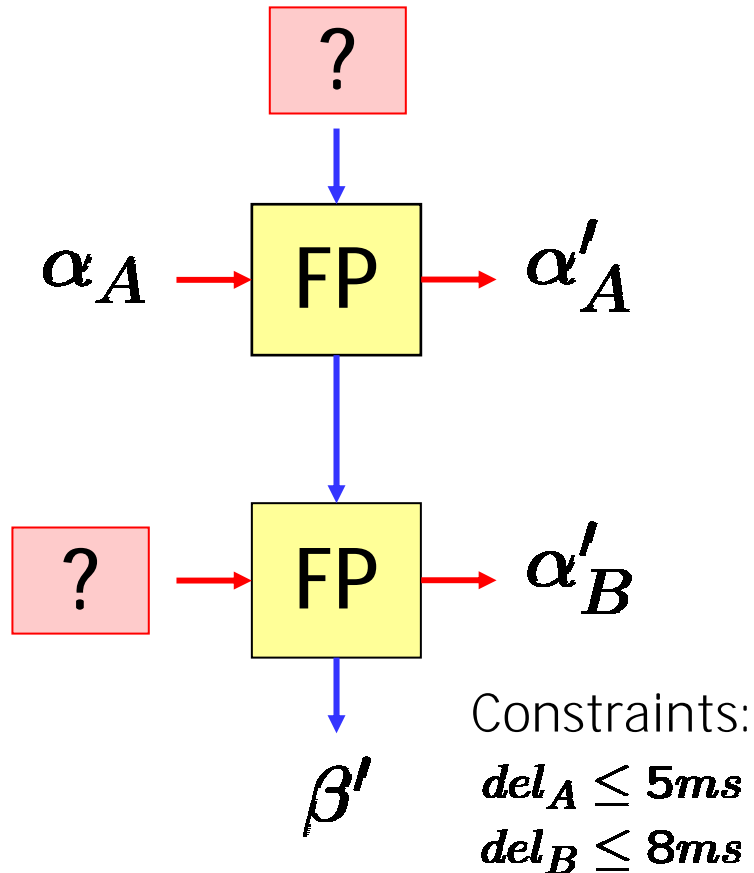 ?
α_A FP α'_A
? FP α'_B
Constraints:
β'
del_A ≤ 5ms
del_B ≤ 8ms